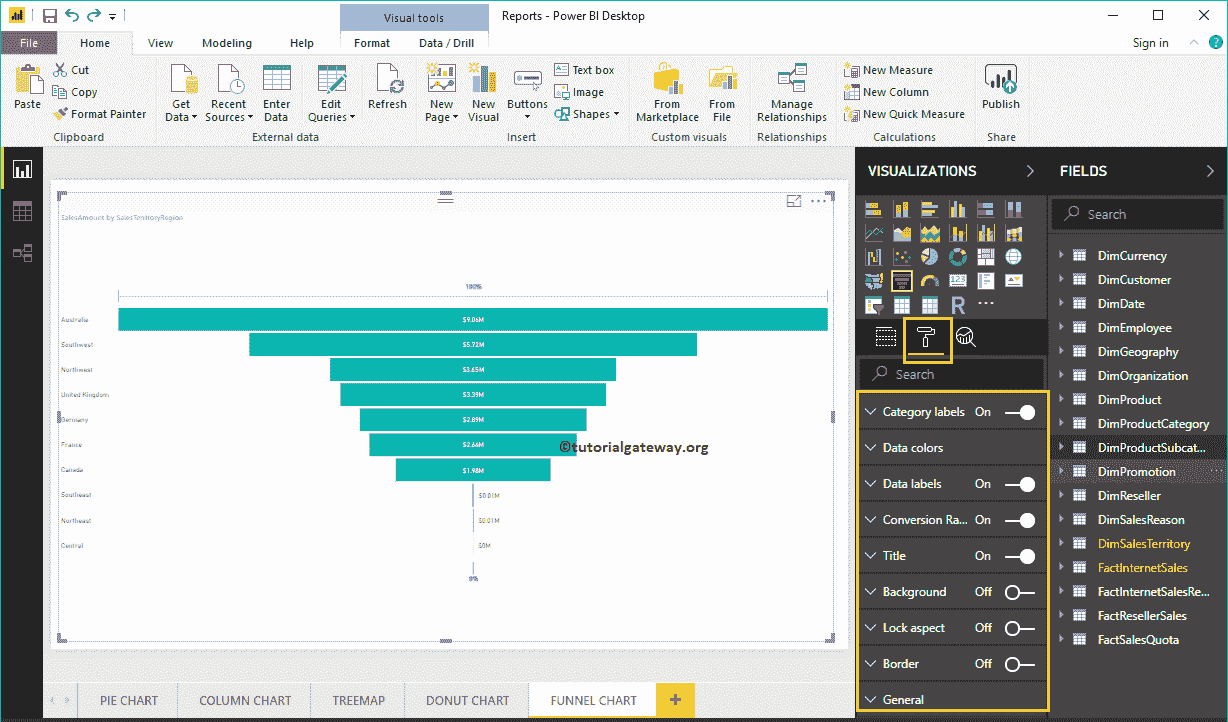 Visual tools
Reports - Power BI Desktop
File
Home
View
Modeling
Help
Format
Data / Drill
Sign in
Paste
Cut
Copy
Format Painter
Clipboard
Get Data
Recent Sources
Enter Data
Edit Queries
External data
Refresh
New Page
New Visual
Buttons
Text box
Image
Shapes
Insert
From Marketplace
From File
Custom visuals
Manage Relationships
Relationships
New Measure
New Column
New Quick Measure
Calculations
Publish
Share
SalesAmount by SalesTerritoryRegion
100%
Australia $9.06M
Southwest $5.72M
Northwest $3.65M
United Kingdom $3.39M
Germany $2.89M
France $2.64M
©tutorialgateway.org
Canada $1.98M
Southeast $0.01M
Northeast $0.01M
Central $0M
0%
PIE CHART
COLUMN CHART
TREEMAP
DONUT CHART
FUNNEL CHART
+
VISUALIZATIONS
123
R
Search
Category labels On
Data colors
Data labels On
Conversion Ra... On
Title On
Background Off
Lock aspect Off
Border Off
General
FIELDS
Search
DimCurrency
DimCustomer
DimDate
DimEmployee
DimGeography
DimOrganization
DimProduct
DimProductCategory
DimProductSubcat...
DimPromotion
DimReseller
DimSalesReason
DimSalesTerritory
FactInternetSales
FactInternetSalesRe...
FactResellerSales
FactSalesQuota